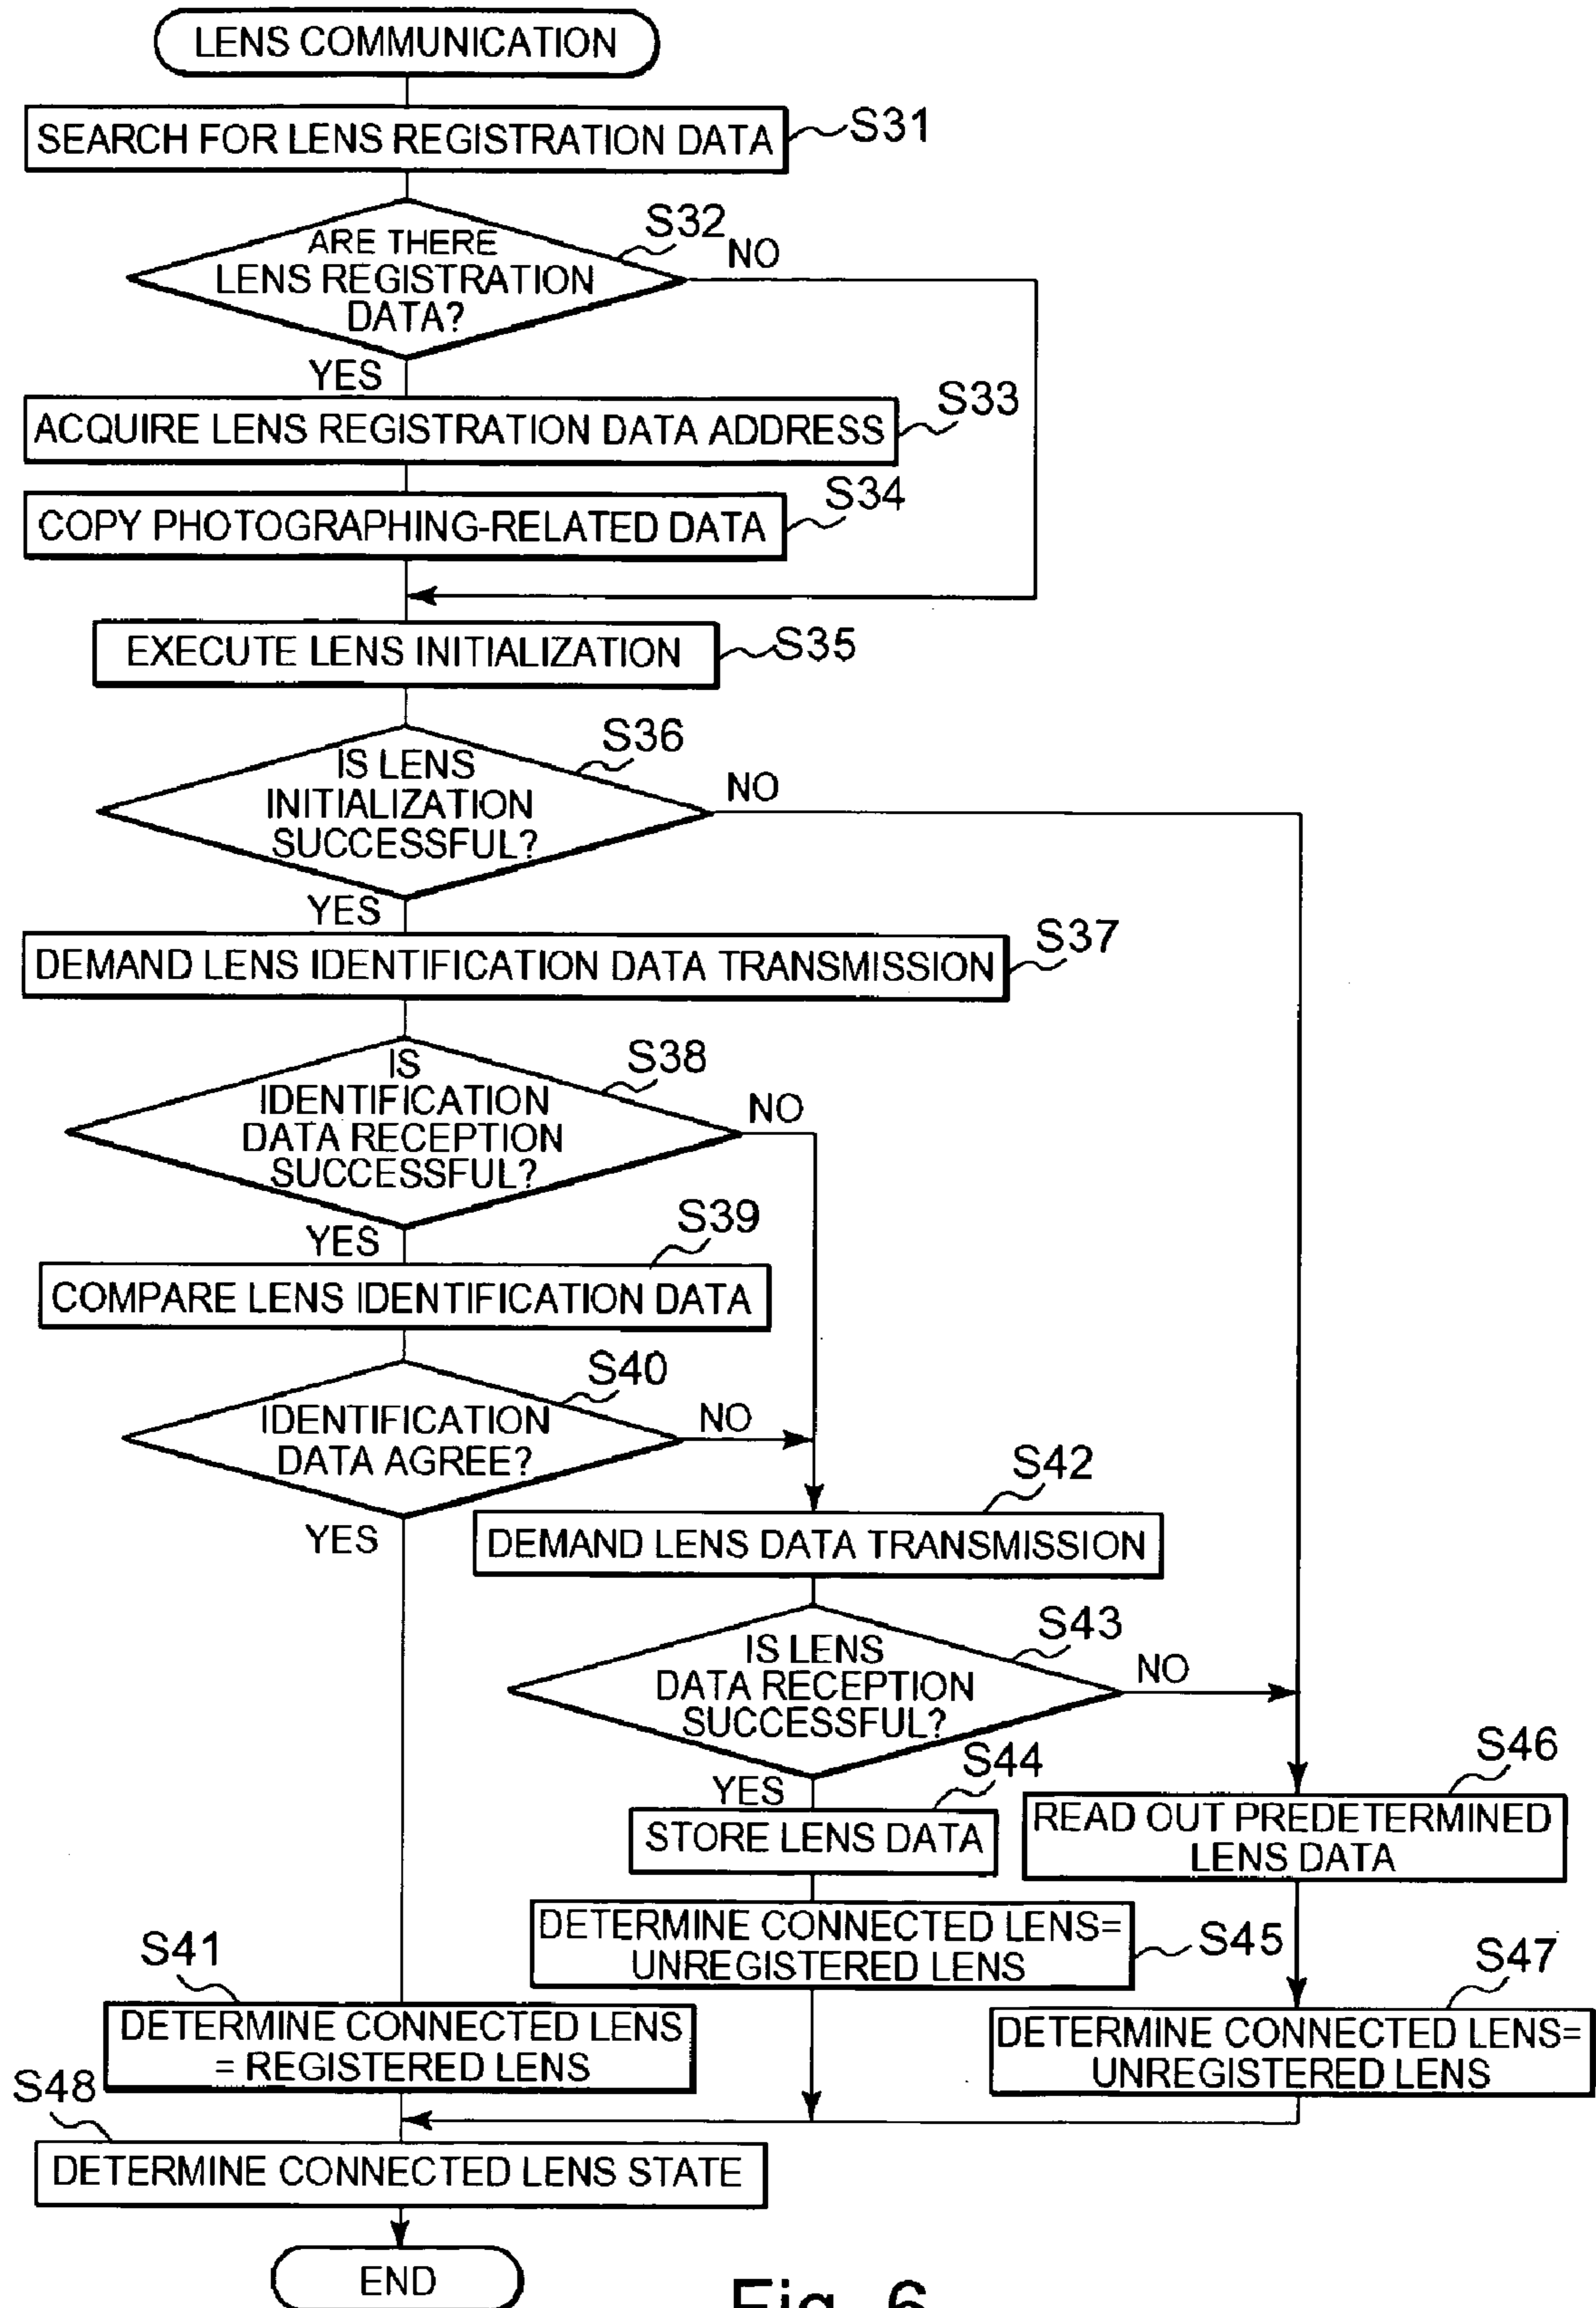 LENS COMMUNICATION
SEARCH FOR LENS REGISTRATION DATA
S31
ARE THERE
LENS REGISTRATION
DATA?
S32
NO
YES
ACQUIRE LENS REGISTRATION DATA ADDRESS
S33
COPY PHOTOGRAPHING-RELATED DATA
S34
EXECUTE LENS INITIALIZATION
S35
IS LENS
INITIALIZATION
SUCCESSFUL?
S36
NO
YES
DEMAND LENS IDENTIFICATION DATA TRANSMISSION
S37
IS
IDENTIFICATION
DATA RECEPTION
SUCCESSFUL?
S38
NO
YES
COMPARE LENS IDENTIFICATION DATA
S39
IDENTIFICATION
DATA AGREE?
S40
NO
YES
DEMAND LENS DATA TRANSMISSION
S42
IS LENS
DATA RECEPTION
SUCCESSFUL?
S43
NO
YES
STORE LENS DATA
S44
READ OUT PREDETERMINED
LENS DATA
S46
DETERMINE CONNECTED LENS=
UNREGISTERED LENS
S45
S41
DETERMINE CONNECTED LENS
= REGISTERED LENS
S47
DETERMINE CONNECTED LENS=
UNREGISTERED LENS
S48
DETERMINE CONNECTED LENS STATE
END
Fig. 6